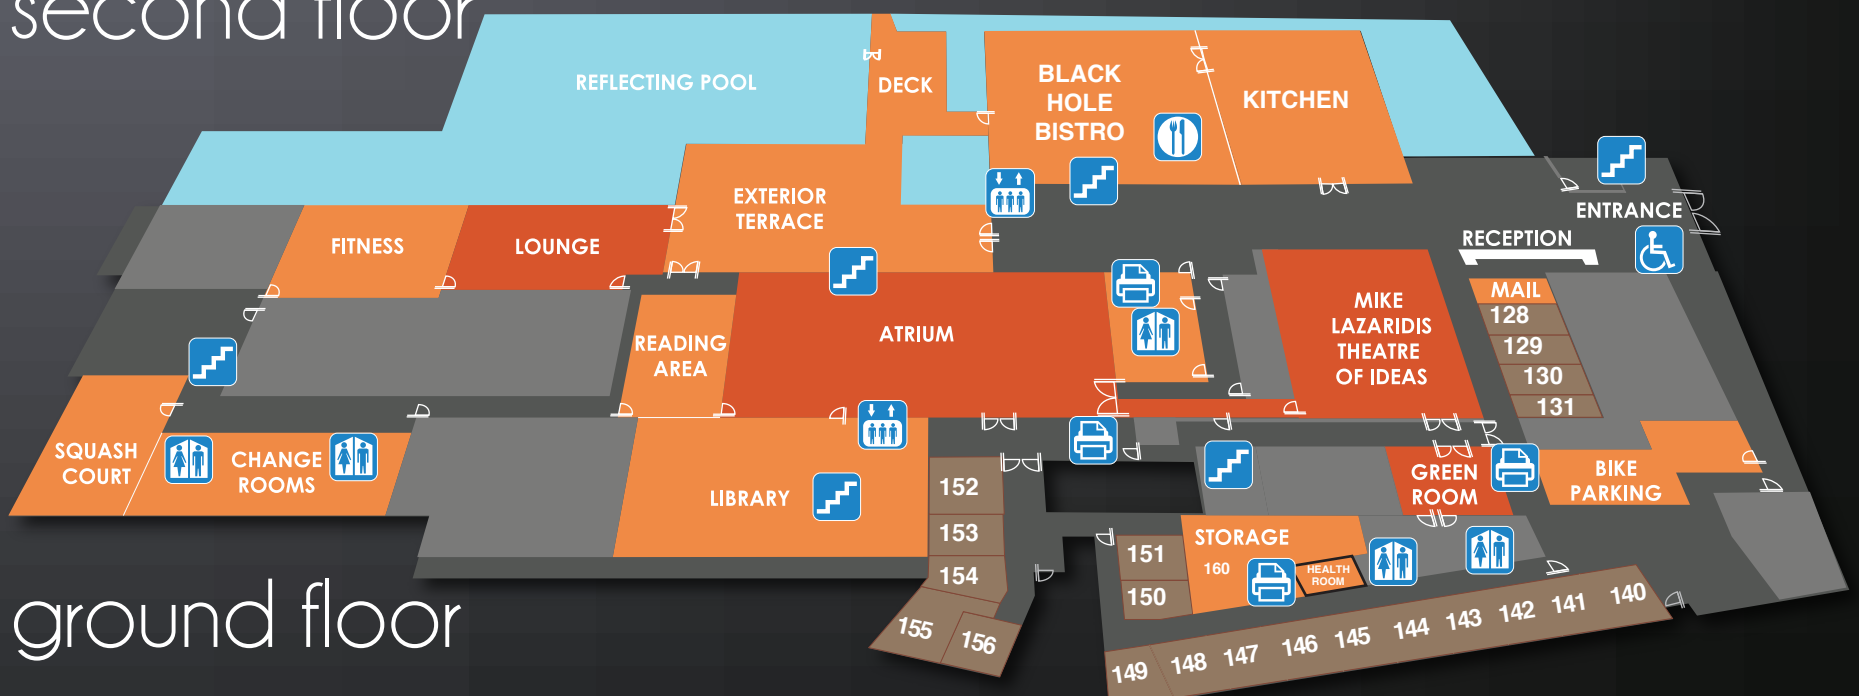 second floor
REFLECTING POOL
DECK
BLACK
HOLE
BISTRO
KITCHEN
EXTERIOR
TERRACE
ENTRANCE
RECEPTION
FITNESS
LOUNGE
MAIL
128
129
130
131
MIKE
LAZARIDIS
THEATRE
OF IDEAS
ATRIUM
READING
AREA
SQUASH
COURT
CHANGE
ROOMS
LIBRARY
GREEN
ROOM
BIKE
PARKING
152
153
154
155
156
STORAGE
160
HEALTH
ROOM
151
150
149
148
147
146
145
144
143
142
141
140
ground floor